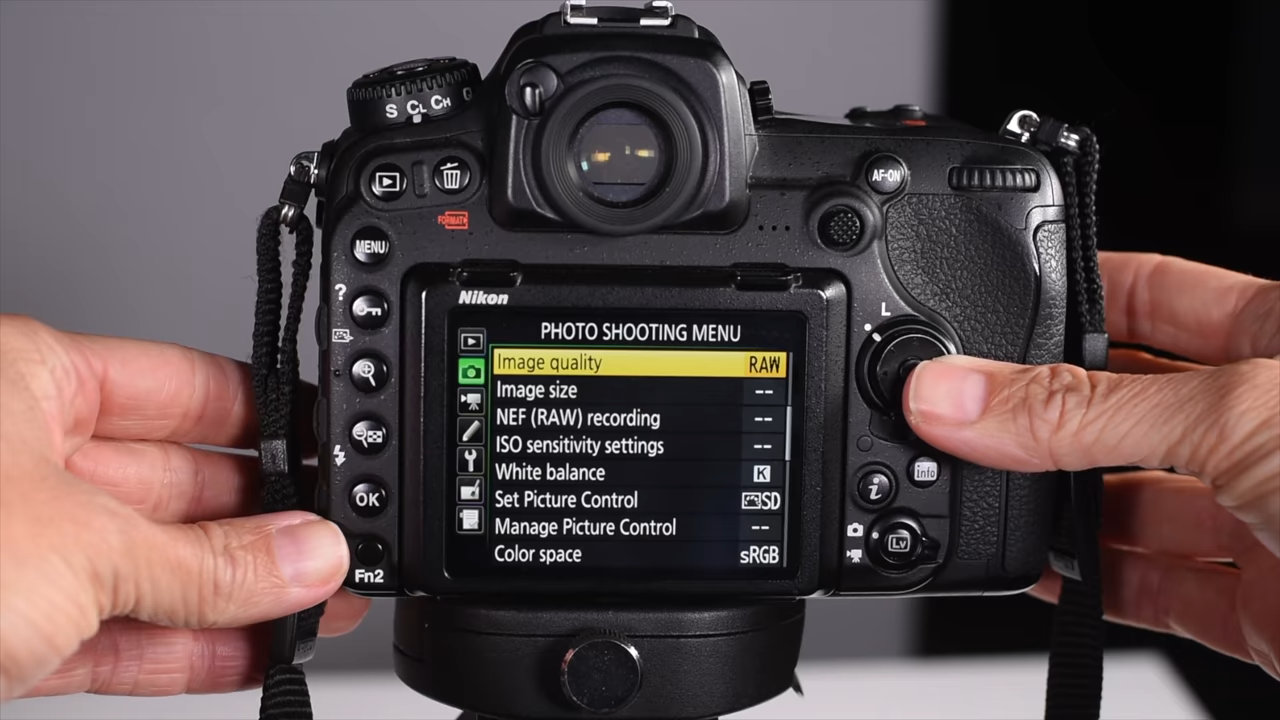 S CL CH
AF-ON
FORMAT
MENU
?
L
Nikon
PHOTO SHOOTING MENU
Image quality RAW
Image size --
NEF (RAW) recording --
ISO sensitivity settings --
White balance K
Set Picture Control SD
Manage Picture Control --
Color space sRGB
info
i
OK
Lv
Fn2